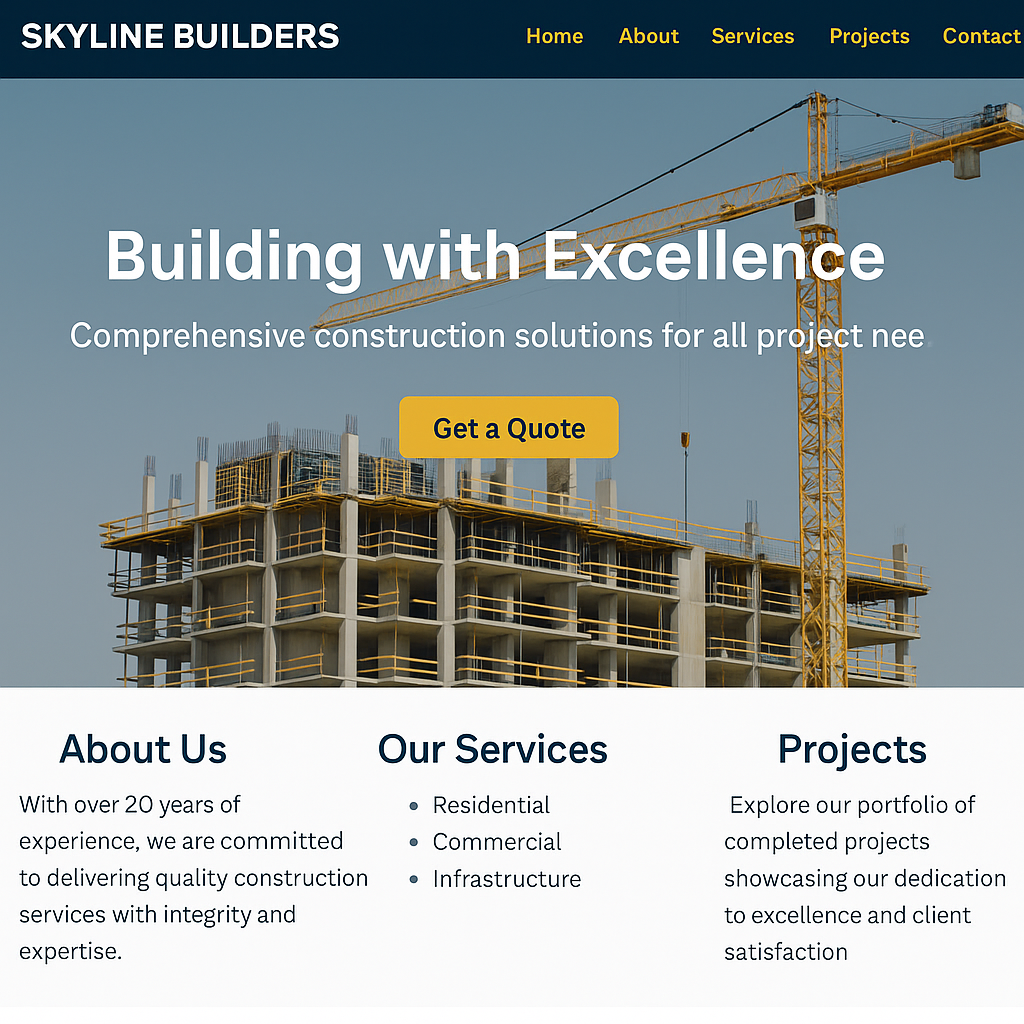 SKYLINE BUILDERS
Home About Services Projects Contact
Building with Excellence
Comprehensive construction solutions for all project nee
Get a Quote
About Us
With over 20 years of
experience, we are committed
to delivering quality construction
services with integrity and
expertise.
Our Services
• Residential
• Commercial
• Infrastructure
Projects
Explore our portfolio of
completed projects
showcasing our dedication
to excellence and client
satisfaction